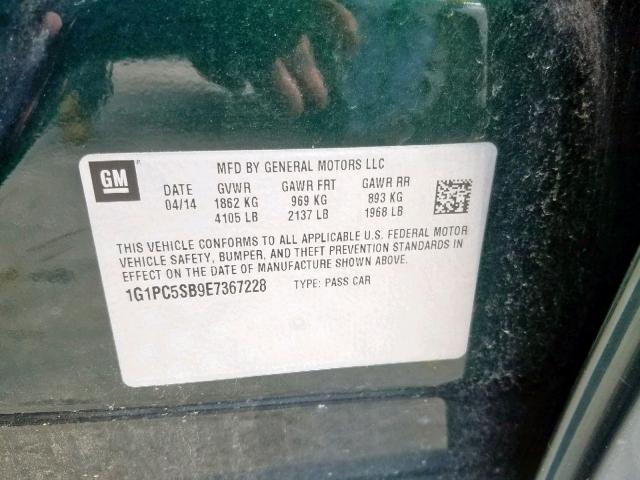 GM
MFD BY GENERAL MOTORS LLC
DATE GVWR GAWR FRT GAWR RR
04/14 1862 KG 969 KG 893 KG
4105 LB 2137 LB 1968 LB
THIS VEHICLE CONFORMS TO ALL APPLICABLE U.S. FEDERAL MOTOR
VEHICLE SAFETY, BUMPER, AND THEFT PREVENTION STANDARDS IN
EFFECT ON THE DATE OF MANUFACTURE SHOWN ABOVE.
1G1PC5SB9E7367228 TYPE: PASS CAR